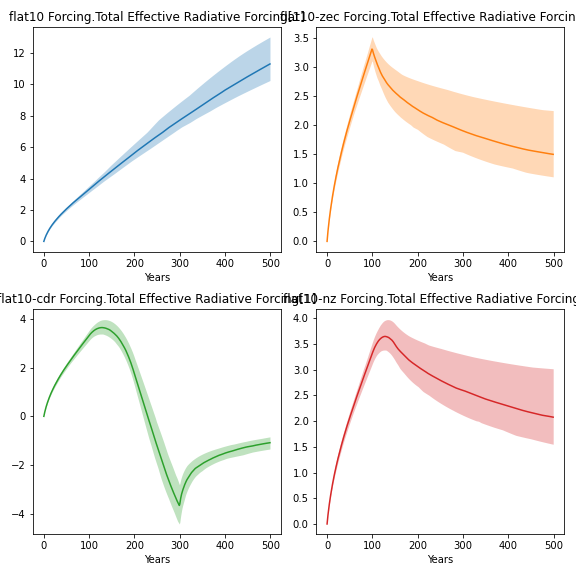 flat10 Forcing.Total Effective Radiative Forcing[1]
flat10-zec Forcing.Total Effective Radiative Forcin
12
10
8
6
4
2
0
0 100 200 300 400 500
Years
3.5
3.0
2.5
2.0
1.5
1.0
0.5
0.0
0 100 200 300 400 500
Years
flat10-cdr Forcing.Total Effective Radiative Forcing[1]
flat10-nz Forcing.Total Effective Radiative Forcing
4
2
0
−2
−4
0 100 200 300 400 500
Years
4.0
3.5
3.0
2.5
2.0
1.5
1.0
0.5
0.0
0 100 200 300 400 500
Years